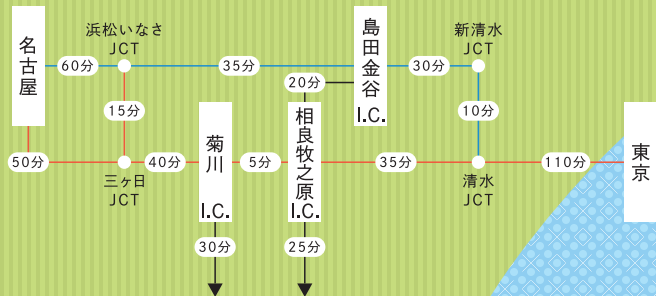 名古屋
60分
浜松いなさ
JCT
35分
島田金谷
I.C.
30分
新清水
JCT
20分
15分
10分
50分
三ヶ日
JCT
40分
菊川
I.C.
5分
相良牧之原
I.C.
35分
清水
JCT
110分
東京
30分
25分